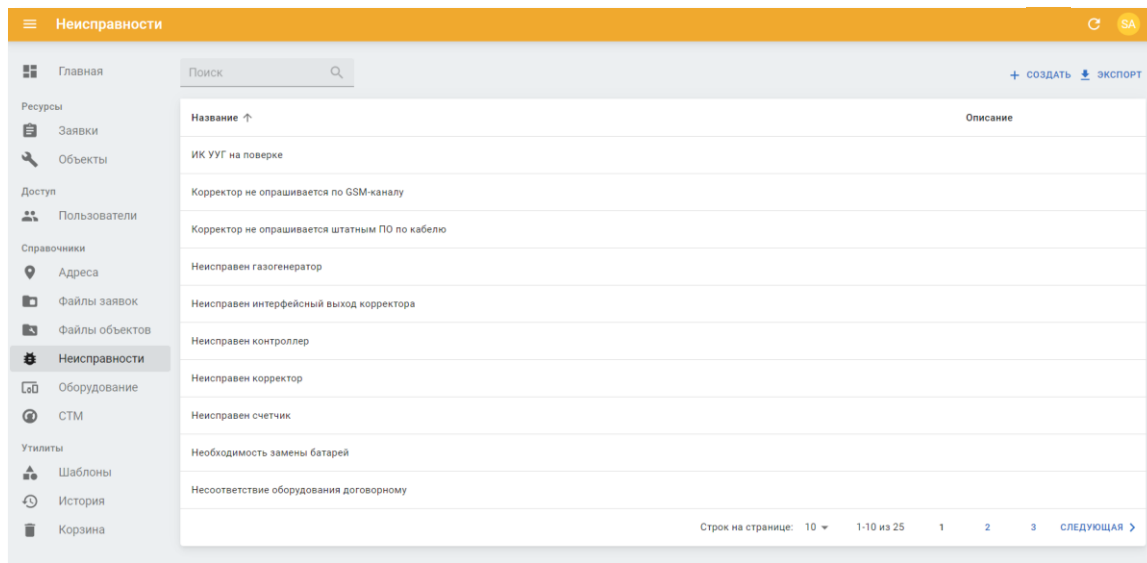 Неисправности
SA
Главная
Ресурсы
Заявки
Объекты
Доступ
Пользователи
Справочники
Адреса
Файлы заявок
Файлы объектов
Неисправности
Оборудование
СТМ
Утилиты
Шаблоны
История
Корзина
Поиск
+ СОЗДАТЬ ЭКСПОРТ
Название Описание
ИК УУГ на поверке
Корректор не опрашивается по GSM-каналу
Корректор не опрашивается штатным ПО по кабелю
Неисправен газогенератор
Неисправен интерфейсный выход корректора
Неисправен контроллер
Неисправен корректор
Неисправен счетчик
Необходимость замены батарей
Несоответствие оборудования договорному
Строк на странице: 10 1-10 из 25 1 2 3 СЛЕДУЮЩАЯ